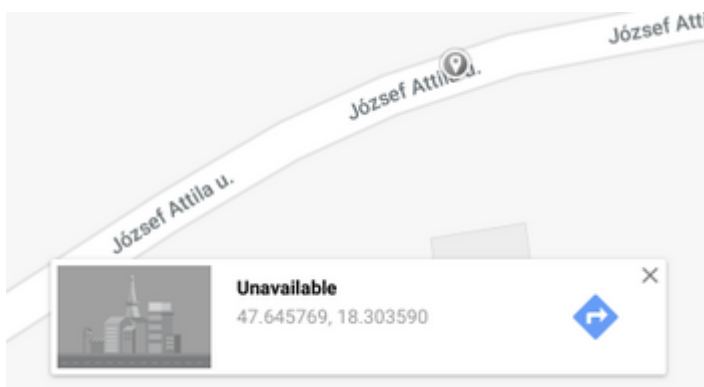 József Atti
József Attila u.
József Attila u.
Unavailable
47.645769, 18.303590